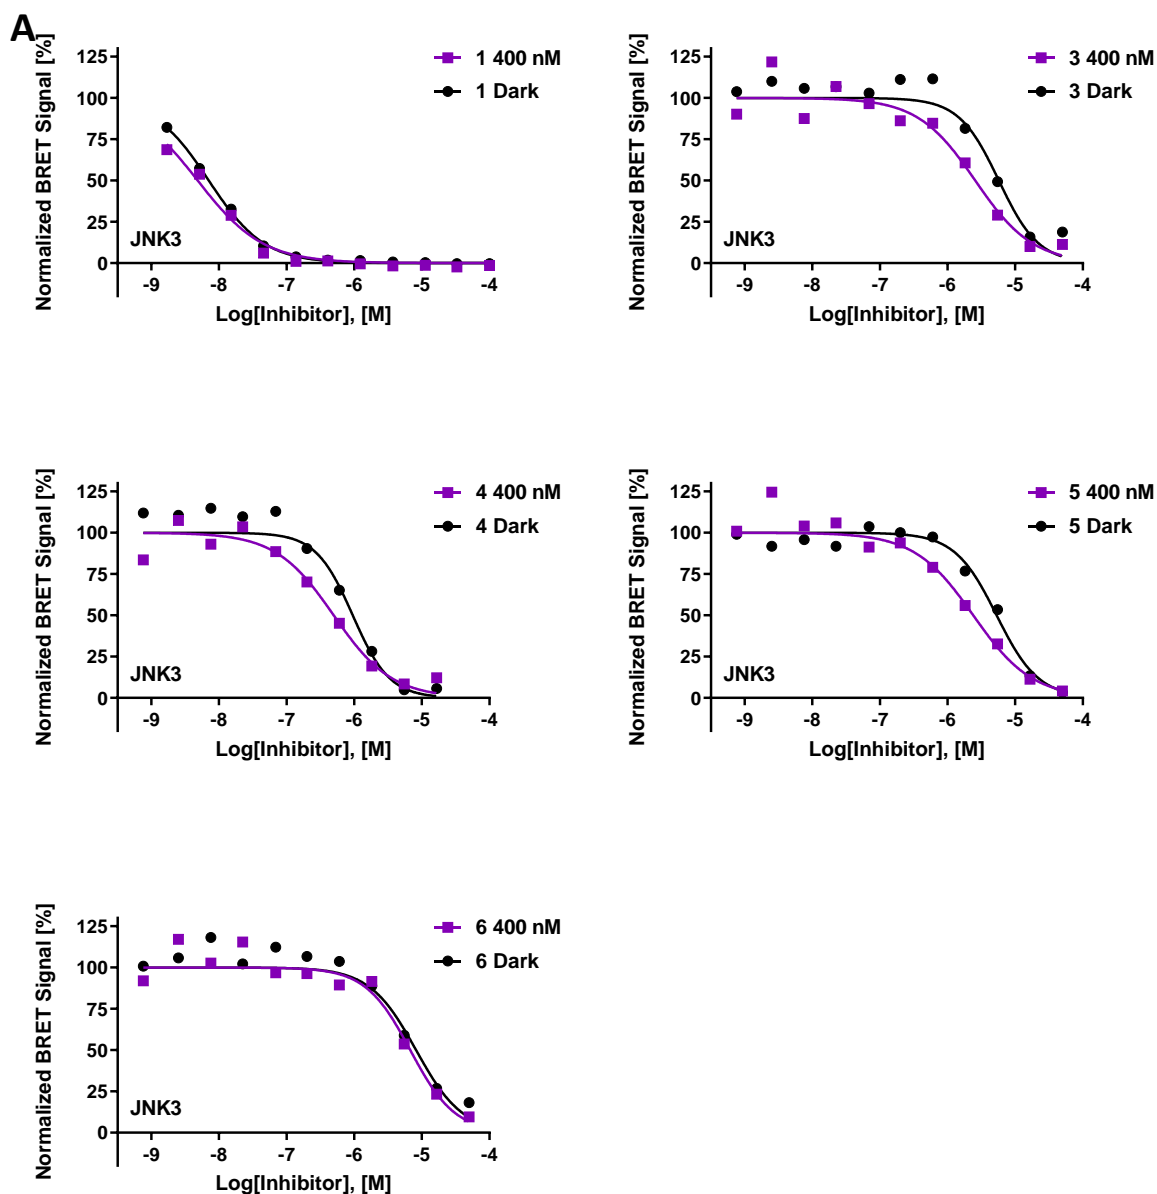 A
Normalized BRET Signal [%]
125
100
75
50
25
0
1 400 nM
1 Dark
JNK3
-9 -8 -7 -6 -5 -4
Log[Inhibitor], [M]
Normalized BRET Signal [%]
125
100
75
50
25
0
3 400 nM
3 Dark
JNK3
-9 -8 -7 -6 -5 -4
Log[Inhibitor], [M]
Normalized BRET Signal [%]
125
100
75
50
25
0
4 400 nM
4 Dark
JNK3
-9 -8 -7 -6 -5 -4
Log[Inhibitor], [M]
Normalized BRET Signal [%]
125
100
75
50
25
0
5 400 nM
5 Dark
JNK3
-9 -8 -7 -6 -5 -4
Log[Inhibitor], [M]
Normalized BRET Signal [%]
125
100
75
50
25
0
6 400 nM
6 Dark
JNK3
-9 -8 -7 -6 -5 -4
Log[Inhibitor], [M]